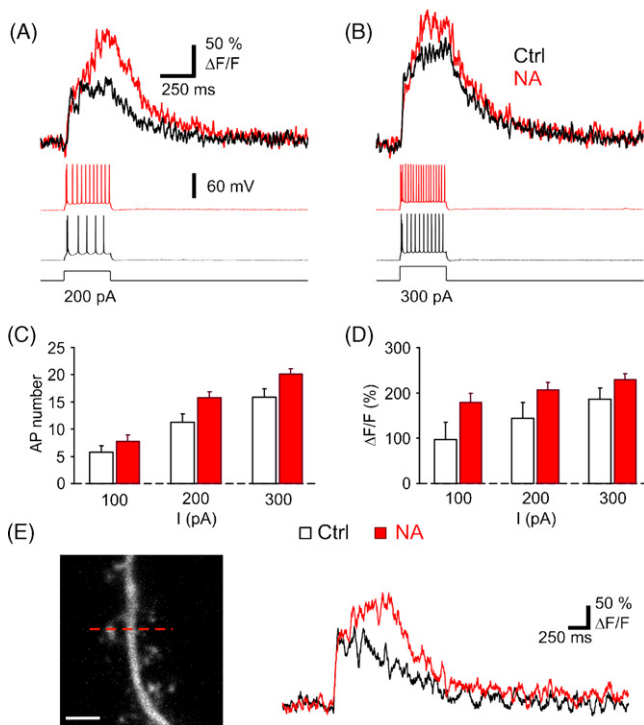 (A)
50 %
ΔF/F
250 ms
(B)
Ctrl
NA
60 mV
200 pA
300 pA
(C)
25
20
15
10
5
0
AP number
100
200
300
I (pA)
(D)
300
200
100
0
ΔF/F (%)
100
200
300
I (pA)
(E)
Ctrl
NA
50 %
ΔF/F
250 ms